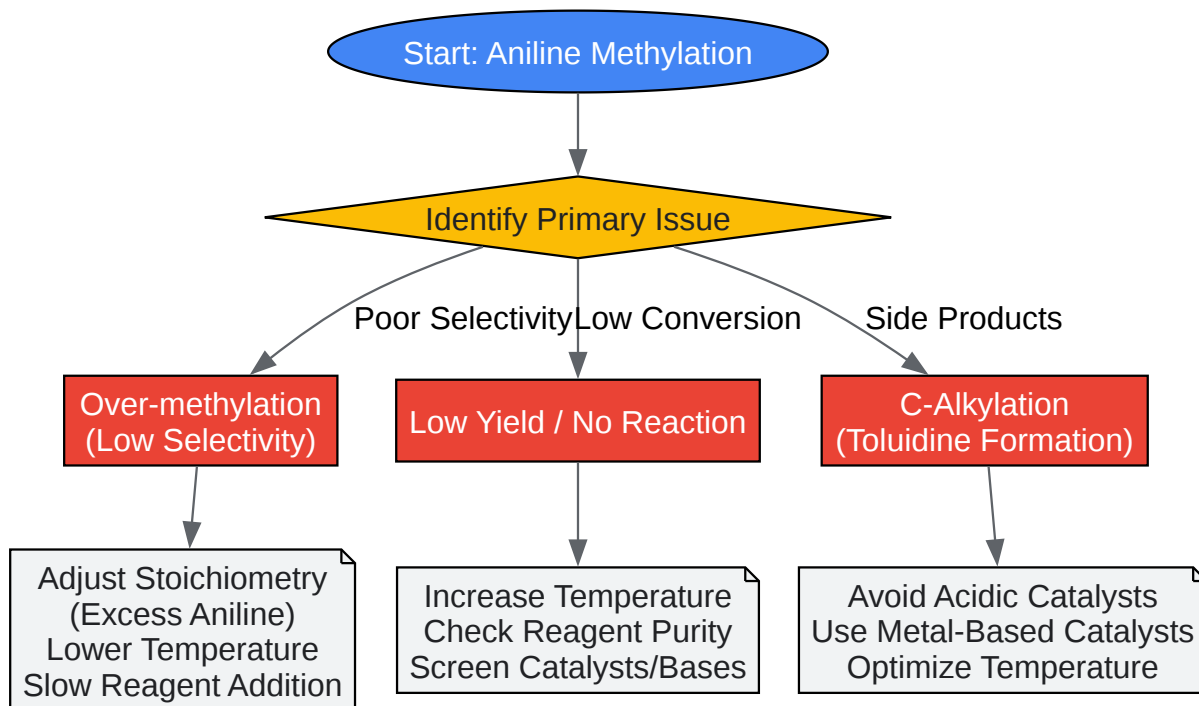 Start: Aniline Methylation
Identify Primary Issue
Poor Selectivity
Low Conversion
Side Products
Over-methylation
(Low Selectivity)
Low Yield / No Reaction
C-Alkylation
(Toluidine Formation)
Adjust Stoichiometry
(Excess Aniline)
Lower Temperature
Slow Reagent Addition
Increase Temperature
Check Reagent Purity
Screen Catalysts/Bases
Avoid Acidic Catalysts
Use Metal-Based Catalysts
Optimize Temperature